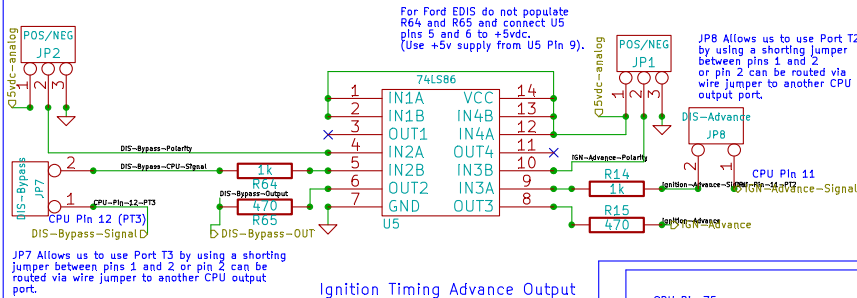 For Ford EDIS do not populate
R64 and R65 and connect U5
pins 5 and 6 to +5vdc.
(Use +5v supply from U5 Pin 9).
JP8 Allows us to use Port T2
by using a shorting jumper
between pins 1 and 2
or pin 2 can be routed via
wire jumper to another CPU
output port.
5vdc-analog
POS/NEG
JP2
1
2
3
5vdc-analog
POS/NEG
JP1
1
2
3
DIS-Advance
JP8
2
1
74LS86
1 IN1A VCC 14
2 IN1B IN4B 13
3 OUT1 IN4A 12
4 IN2A OUT4 11
5 IN2B IN3B 10
6 OUT2 IN3A 9
7 GND OUT3 8
U5
DIS-Bypass-Polarity
DIS-Bypass-CPU-Signal
1k
R64
DIS-Bypass-Output
470
R65
DIS-Bypass-OUT
DIS-Bypass
JP7
2
1
CPU-Pin-12-PT3
CPU Pin 12 (PT3)
DIS-Bypass-Signal
IGN-Advance-Polarity
R14
1k
CPU Pin 11
IGN-Advance-Signal
R15
470
Ignition-Advance
IGN-Advance
JP7 Allows us to use Port T3 by using a shorting
jumper between pins 1 and 2 or pin 2 can be
routed via wire jumper to another CPU output
port.
Ignition Timing Advance Output